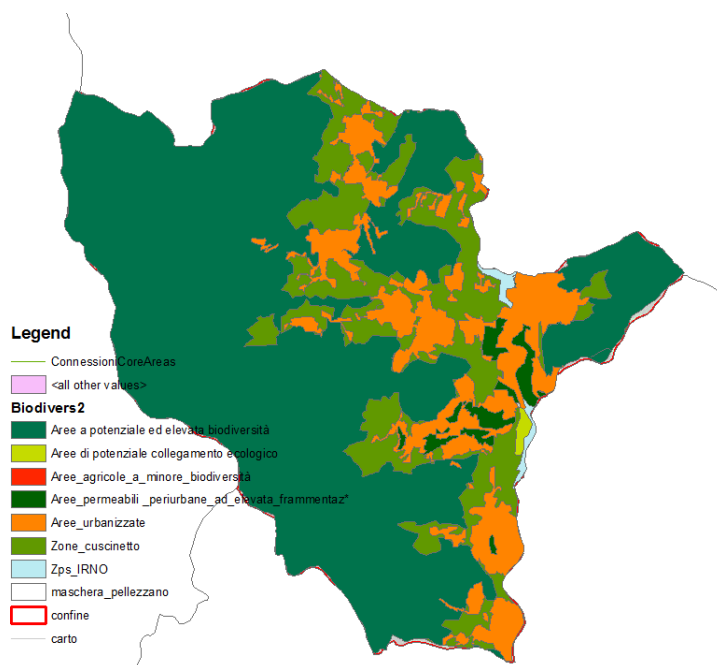 Legend
ConnessioniCoreAreas
<all other values>
Biodivers2
Aree a potenziale ed elevata biodiversità
Aree di potenziale collegamento ecologico
Aree_agricole_a_minore_biodiversità
Aree_permeabili _periurbane_ad_elevata_frammentaz"
Aree_urbanizzate
Zone_cuscinetto
Zps_IRNO
maschera_pellezzano
confine
carto